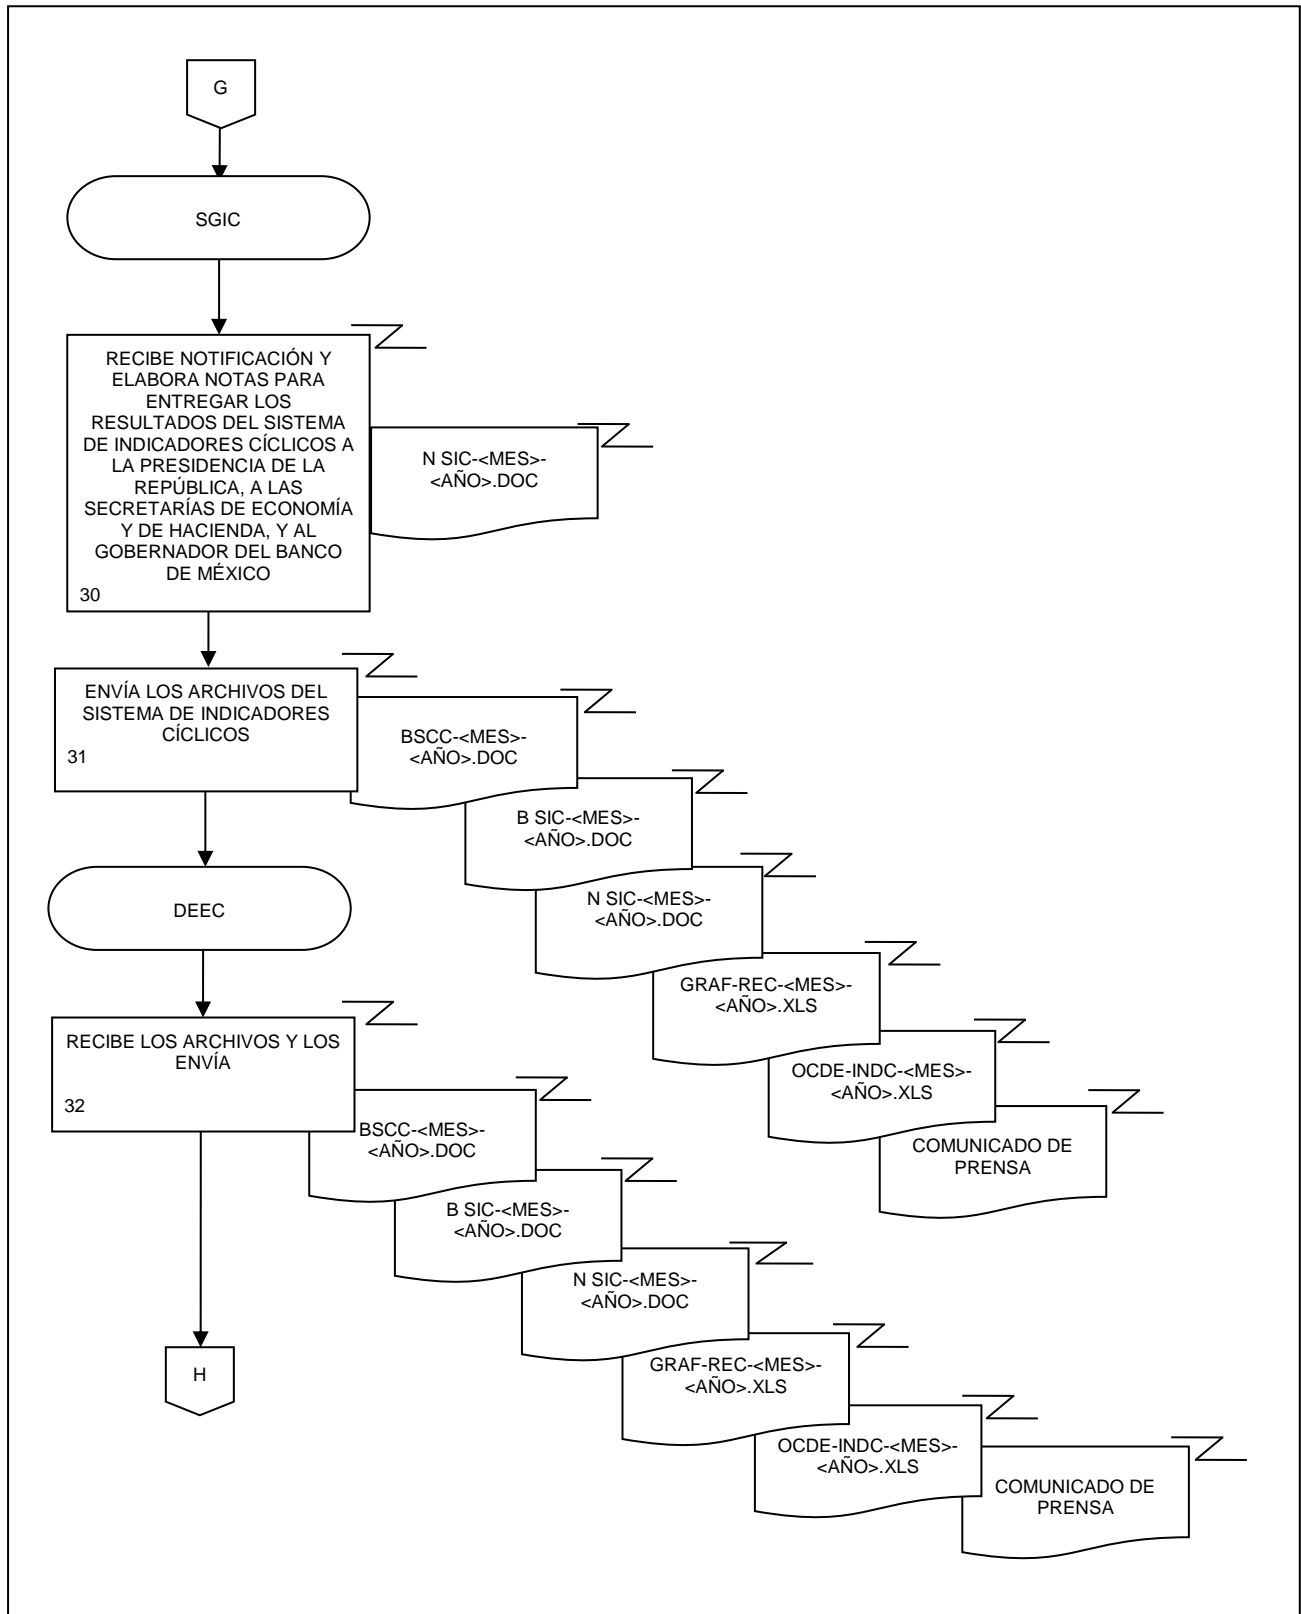 G
SGIC
RECIBE NOTIFICACIÓN Y
ELABORA NOTAS PARA
ENTREGAR LOS
RESULTADOS DEL SISTEMA
DE INDICADORES CÍCLICOS A
LA PRESIDENCIA DE LA
REPÚBLICA, A LAS
SECRETARÍAS DE ECONOMÍA
Y DE HACIENDA, Y AL
GOBERNADOR DEL BANCO
DE MÉXICO
30
N SIC-<MES>-
<AÑO>.DOC
ENVÍA LOS ARCHIVOS DEL
SISTEMA DE INDICADORES
CÍCLICOS
31
BSCC-<MES>-
<AÑO>.DOC
B SIC-<MES>-
<AÑO>.DOC
N SIC-<MES>-
<AÑO>.DOC
GRAF-REC-<MES>-
<AÑO>.XLS
OCDE-INDC-<MES>-
<AÑO>.XLS
COMUNICADO DE
PRENSA
DEEC
RECIBE LOS ARCHIVOS Y LOS
ENVÍA
32
BSCC-<MES>-
<AÑO>.DOC
B SIC-<MES>-
<AÑO>.DOC
N SIC-<MES>-
<AÑO>.DOC
GRAF-REC-<MES>-
<AÑO>.XLS
OCDE-INDC-<MES>-
<AÑO>.XLS
COMUNICADO DE
PRENSA
H